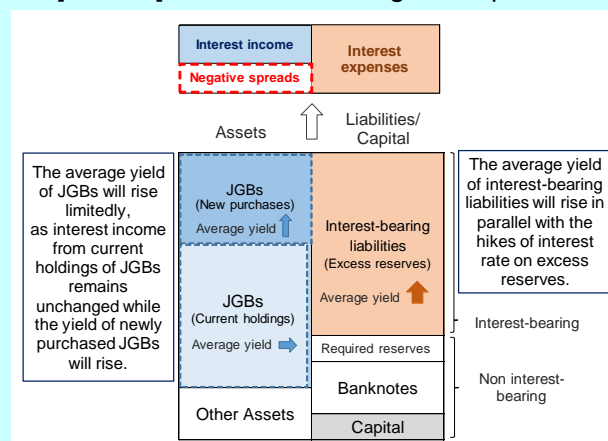 Interest income
Negative spreads
Interest
expenses
Assets
Liabilities/
Capital
The average yield
of JGBs will rise
limitedly,
as interest income
from current
holdings of JGBs
remains
unchanged while
the yield of newly
purchased JGBs
will rise.
JGBs
(New purchases)
Average yield
JGBs
(Current holdings)
Average yield
Other Assets
Interest-bearing
liabilities
(Excess reserves)
Average yield
Required reserves
Banknotes
Capital
The average yield
of interest-bearing
liabilities will rise in
parallel with the
hikes of interest
rate on excess
reserves.
Interest-bearing
Non interest-
bearing